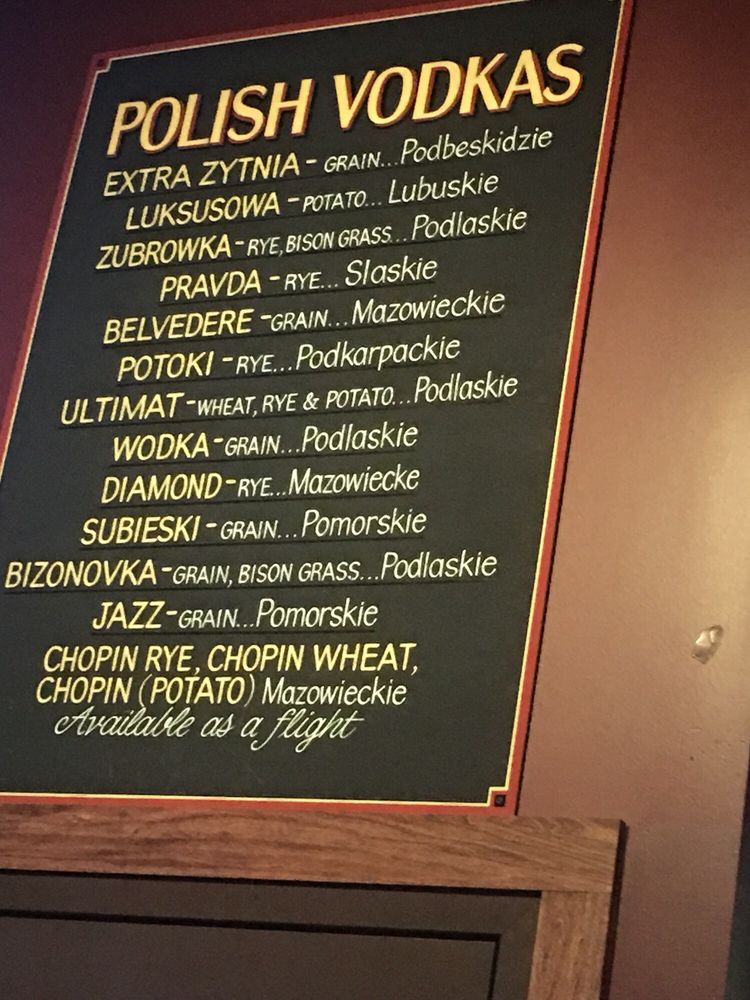 POLISH VODKAS
EXTRA ZYTNIA - GRAIN...Podbeskidzie
LUKSUSOWA - POTATO... Lubuskie
ZUBROWKA - RYE, BISON GRASS... Podlaskie
PRAVDA - RYE... Slaskie
BELVEDERE - GRAIN...Mazowieckie
POTOKI - RYE...Podkarpackie
ULTIMAT - WHEAT, RYE & POTATO...Podlaskie
WODKA - GRAIN...Podlaskie
DIAMOND - RYE...Mazowiecke
SUBIESKI - GRAIN...Pomorskie
BIZONOVKA - GRAIN, BISON GRASS...Podlaskie
JAZZ - GRAIN...Pomorskie
CHOPIN RYE, CHOPIN WHEAT,
CHOPIN (POTATO) Mazowieckie
Available as a flight